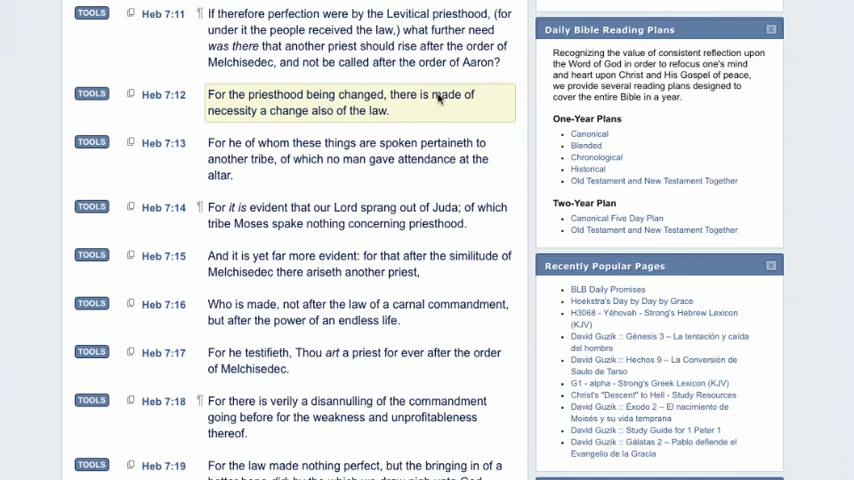 TOOLS Heb 7:11 ¶ If therefore perfection were by the Levitical priesthood, (for
under it the people received the law,) what further need
was there that another priest should rise after the order of
Melchisedec, and not be called after the order of Aaron?
TOOLS Heb 7:12 For the priesthood being changed, there is made of
necessity a change also of the law.
TOOLS Heb 7:13 For he of whom these things are spoken pertaineth to
another tribe, of which no man gave attendance at the
altar.
TOOLS Heb 7:14 ¶ For it is evident that our Lord sprang out of Juda; of which
tribe Moses spake nothing concerning priesthood.
TOOLS Heb 7:15 And it is yet far more evident: for that after the similitude of
Melchisedec there ariseth another priest,
TOOLS Heb 7:16 Who is made, not after the law of a carnal commandment,
but after the power of an endless life.
TOOLS Heb 7:17 For he testifieth, Thou art a priest for ever after the order
of Melchisedec.
TOOLS Heb 7:18 ¶ For there is verily a disannulling of the commandment
going before for the weakness and unprofitableness
thereof.
TOOLS Heb 7:19 For the law made nothing perfect, but the bringing in of a
Daily Bible Reading Plans
Recognizing the value of consistent reflection upon
the Word of God in order to refocus one's mind
and heart upon Christ and His Gospel of peace,
we provide several reading plans designed to
cover the entire Bible in a year.
One-Year Plans
Canonical
Blended
Chronological
Historical
Old Testament and New Testament Together
Two-Year Plan
Canonical Five Day Plan
Old Testament and New Testament Together
Recently Popular Pages
BLB Daily Promises
Hoekstra's Day by Day by Grace
H3068 - Yĕhovah - Strong's Hebrew Lexicon
(KJV)
David Guzik :: Génesis 3 – La tentación y caída
del hombre
David Guzik :: Hechos 9 – La Conversión de
Saulo de Tarso
G1 - alpha - Strong's Greek Lexicon (KJV)
Christ's "Descent" to Hell - Study Resources
David Guzik :: Éxodo 2 – El nacimiento de
Moisés y su vida temprana
David Guzik :: Study Guide for 1 Peter 1
David Guzik :: Gálatas 2 – Pablo defiende el
Evangelio de la Gracia